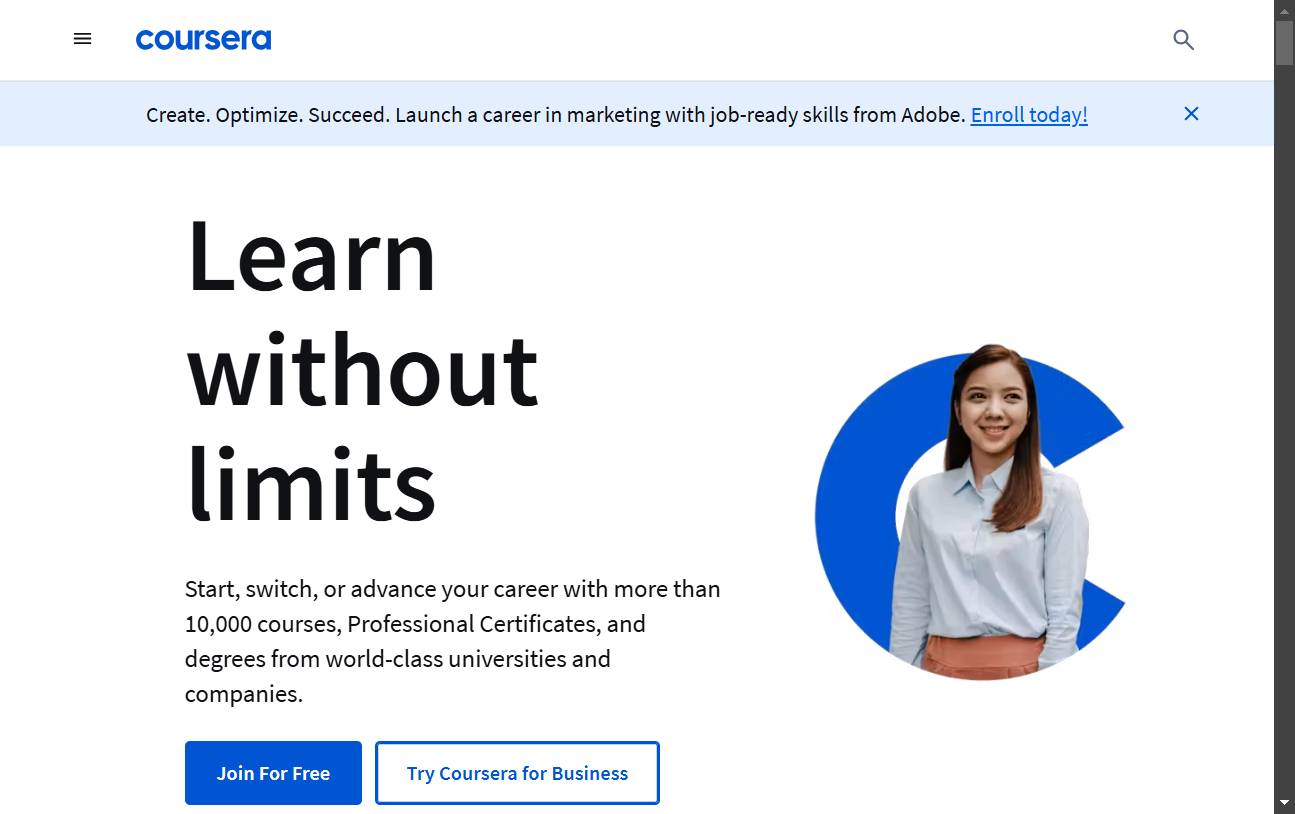 coursera
Create. Optimize. Succeed. Launch a career in marketing with job-ready skills from Adobe. Enroll today!
Learn
without
limits
Start, switch, or advance your career with more than
10,000 courses, Professional Certificates, and
degrees from world-class universities and
companies.
Join For Free
Try Coursera for Business